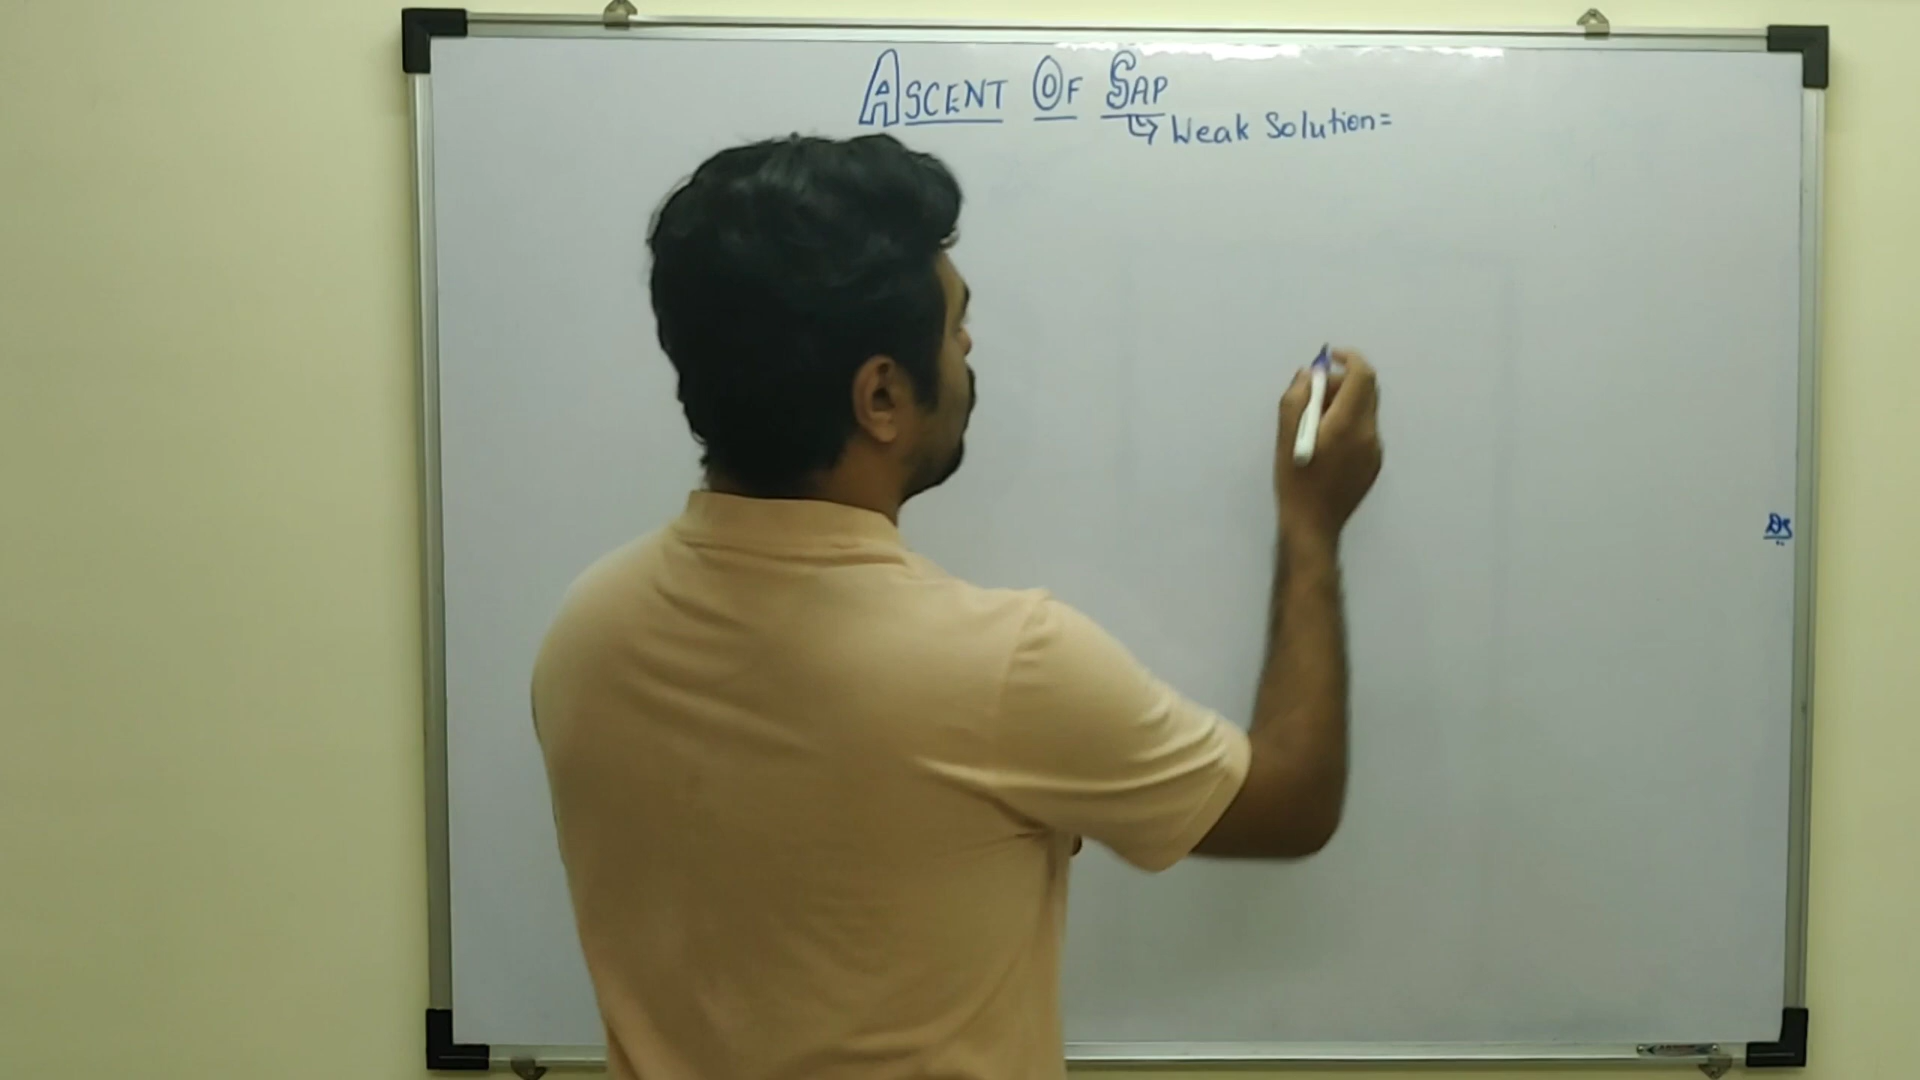 ASCENT OF SAP
↳ Weak Solution=